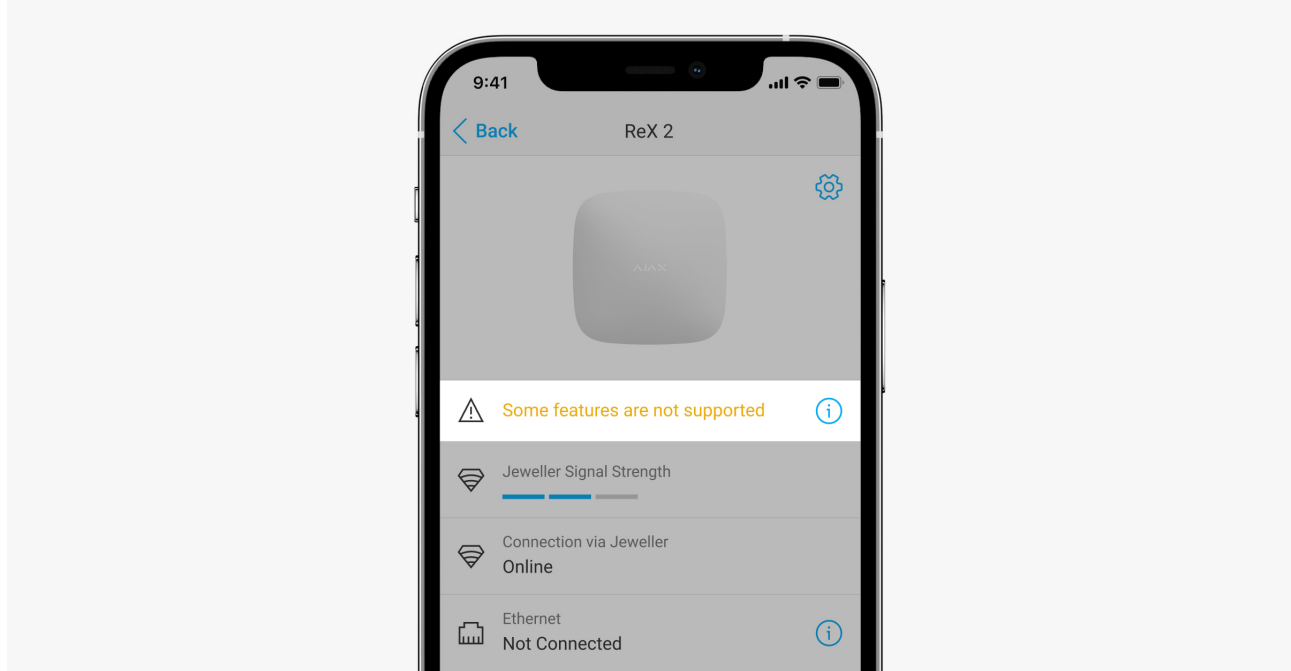 9:41
Back
ReX 2
AJAX
Some features are not supported
Jeweller Signal Strength
Connection via Jeweller
Online
Ethernet
Not Connected